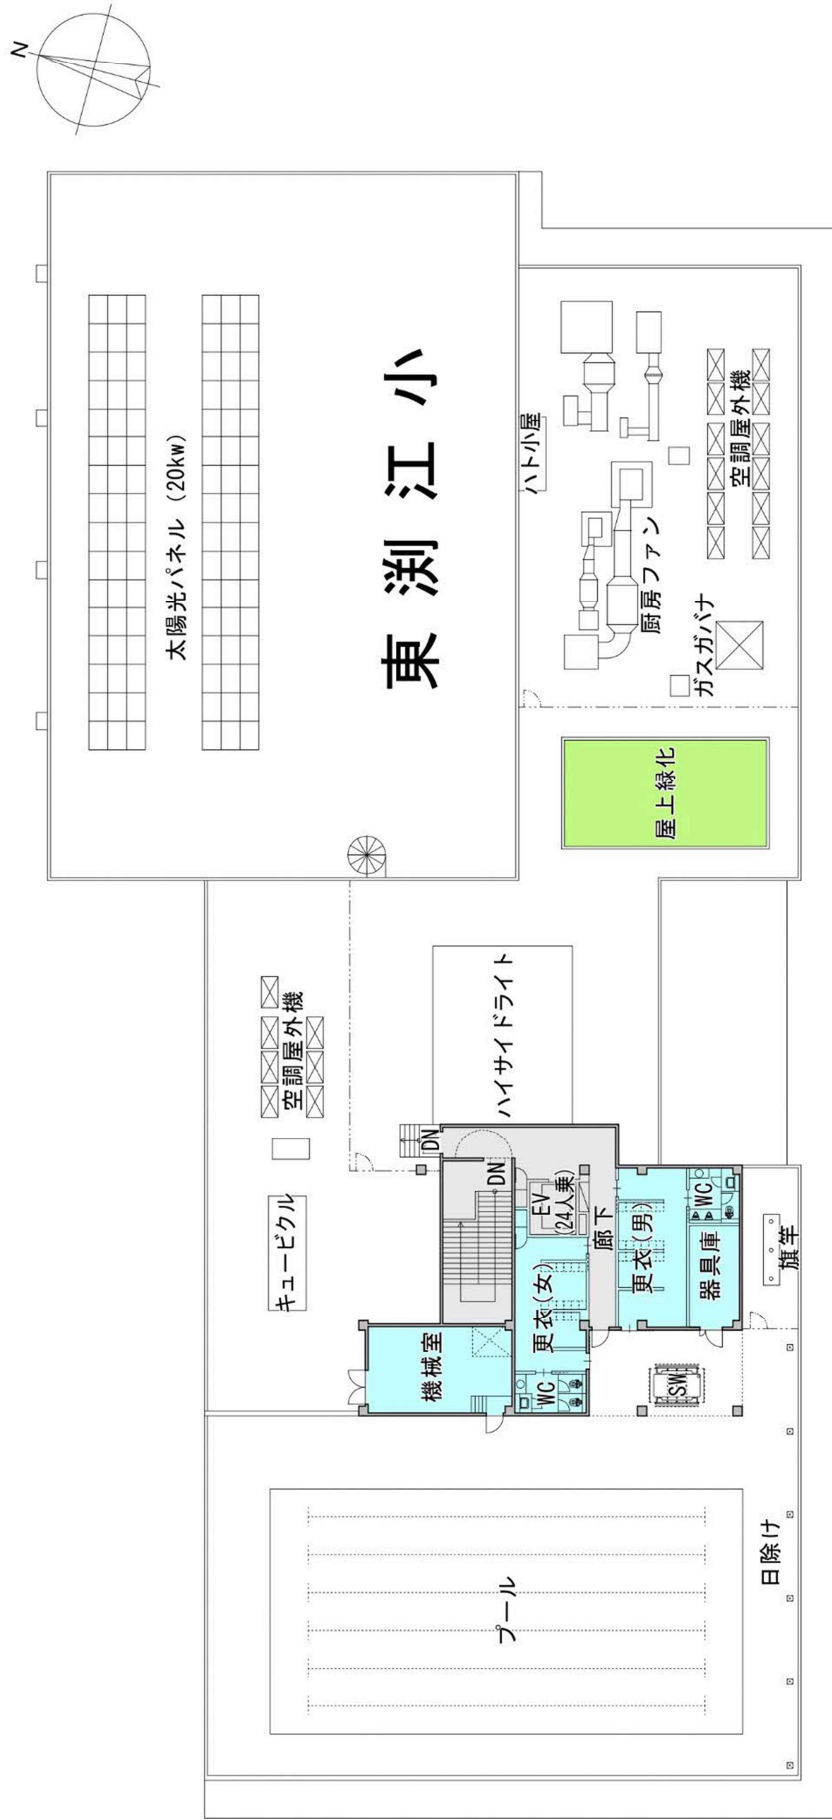 N
太陽光パネル (20kw)
キュービクル
空調屋外機
東渕江小
機械室
DN
DN
ハイサイドライト
プール
ハト小屋
WC
更衣(女)
EV
(24人乗)
廊下
更衣(男)
厨房ファン
屋上緑化
SW
器具庫
WC
ガスガバナ
空調屋外機
日除け
旗竿